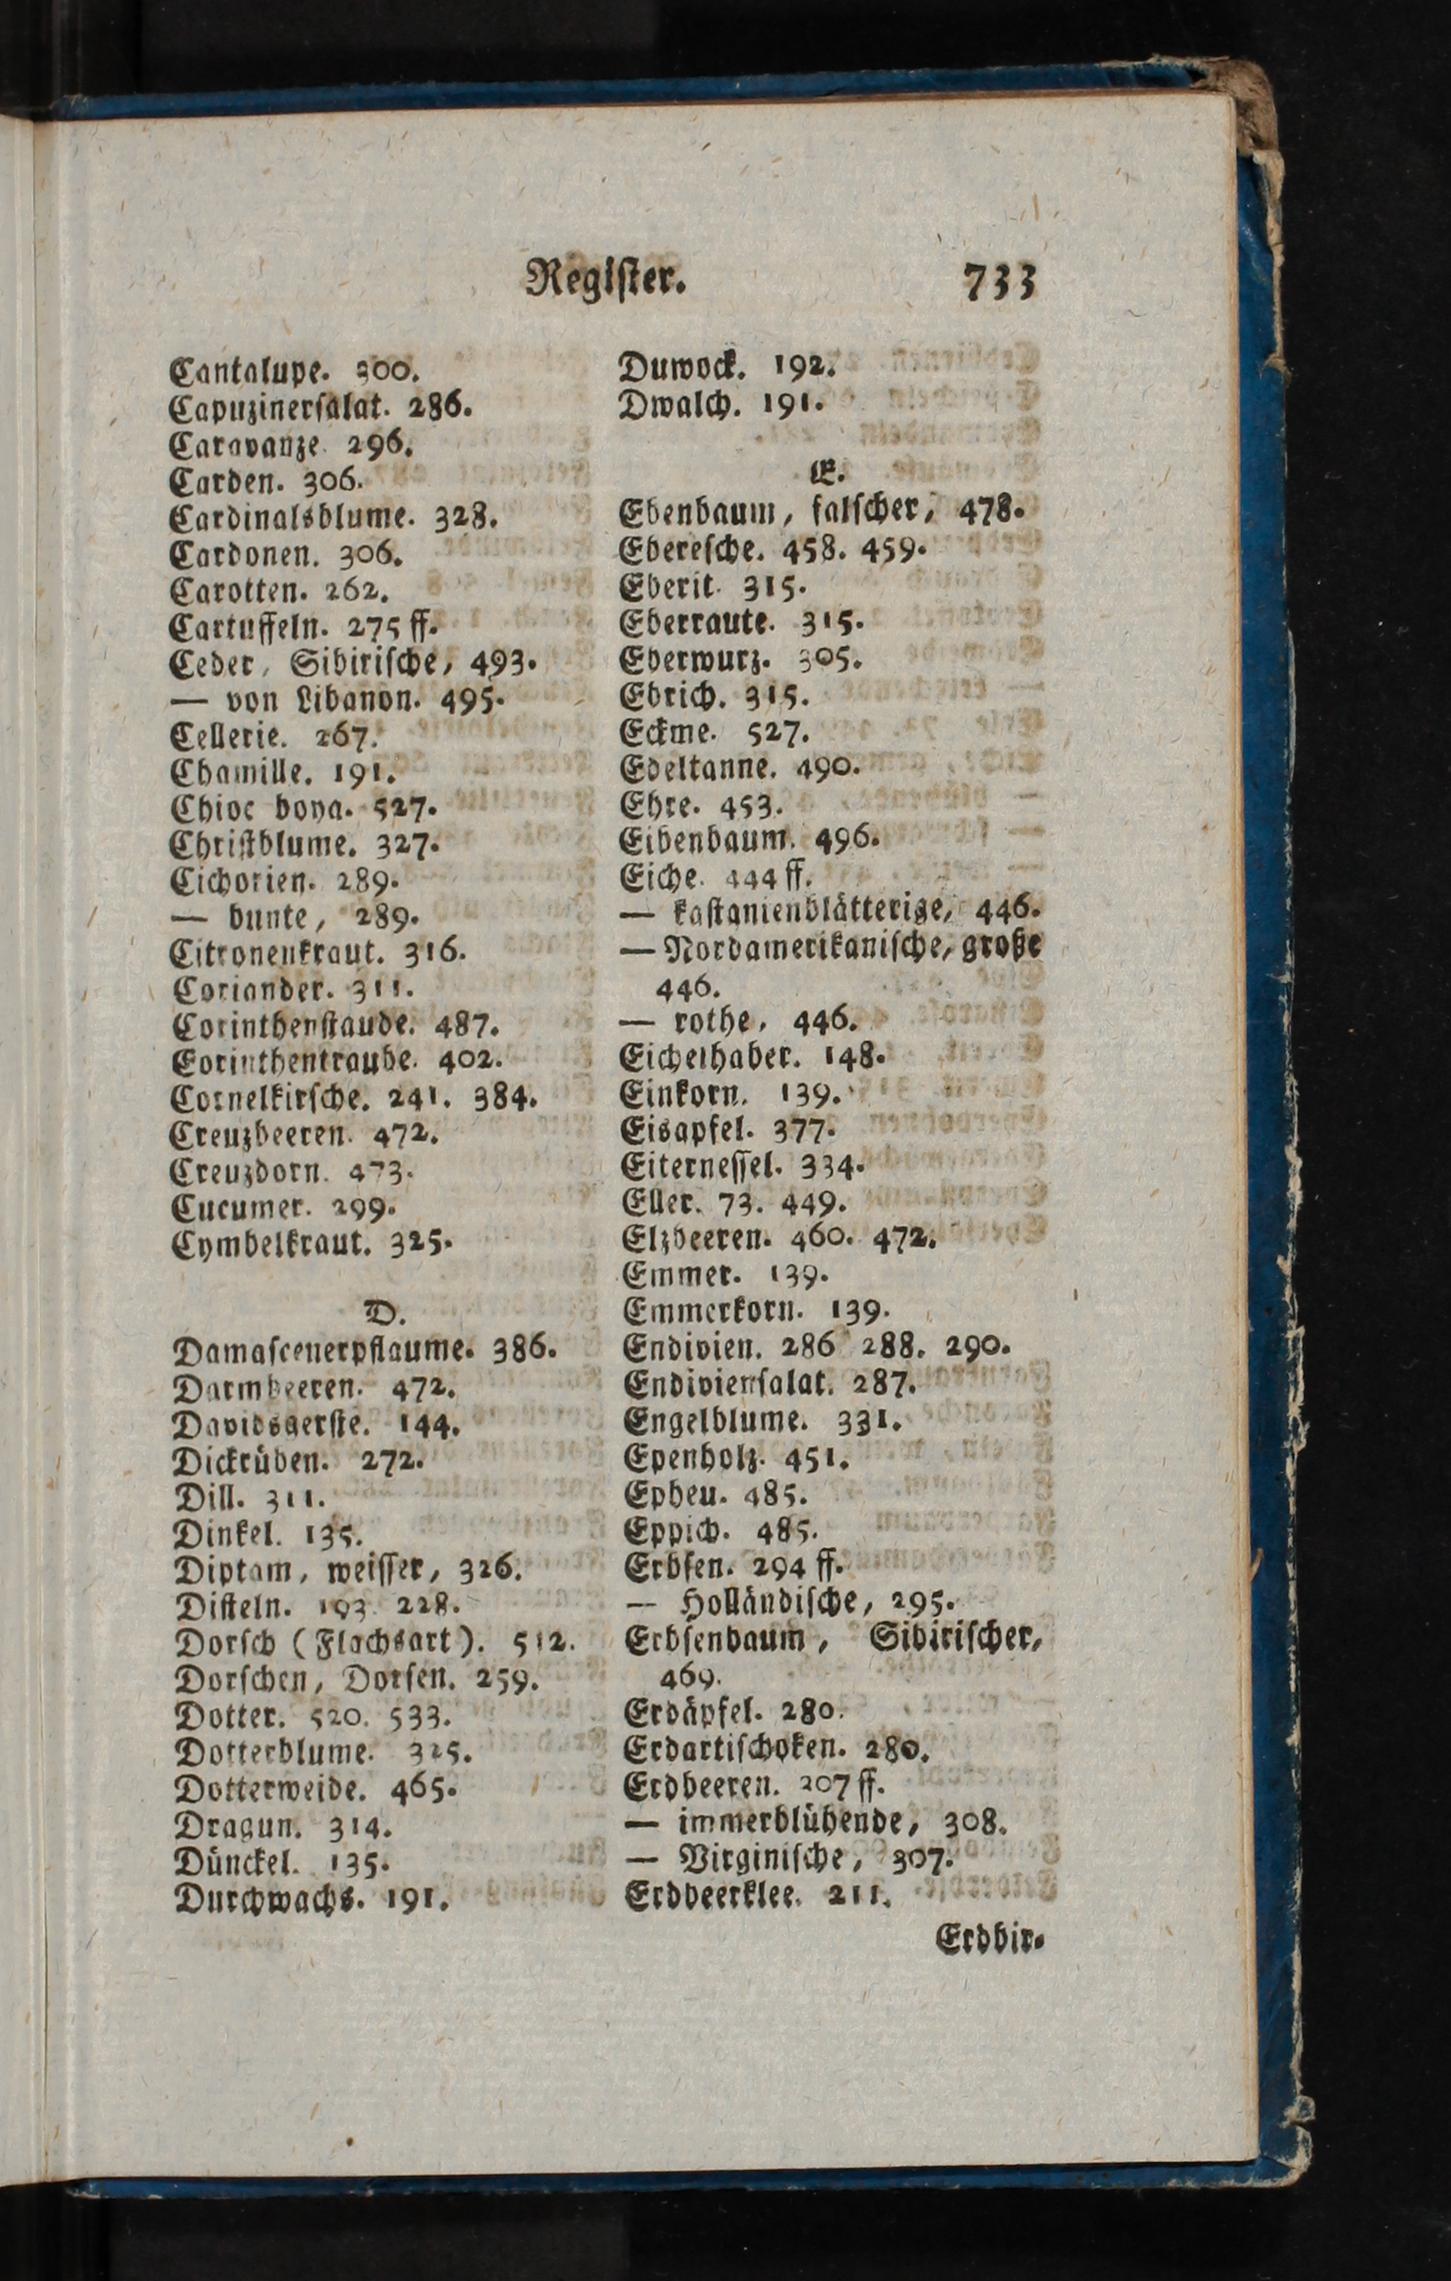 Register.
733
Cantalupe. 300.
Capuzinerſalat. 286.
Caravanze. 296.
Carden. 306.
Cardinalsblume. 328.
Cardonen. 306.
Carotten. 262.
Cartuffeln. 275 ff.
Ceder, Sibiriſche, 493.
— von Libanon. 495.
Cellerie. 267.
Chamille. 191.
Chioc boya. 527.
Chriſtblume. 327.
Cichorien. 289.
— bunte, 289.
Citronenkraut. 316.
Coriander. 311.
Corinthenſtaude. 487.
Corinthentraube. 402.
Cornelkirſche. 241. 384.
Creuzbeeren. 472.
Creuzdorn. 473.
Cucumer. 299.
Cymbelkraut. 325.
D.
Damaſcenerpflaume. 386.
Darmbeeren. 472.
Davidsgerſte. 144.
Dickrüben. 272.
Dill. 311.
Dinkel. 135.
Diptam, weiſſer, 326.
Diſteln. 193. 228.
Dorſch (Flachsart). 512.
Dorſchen, Dorſen. 259.
Dotter. 520. 533.
Dotterblume. 325.
Dotterweide. 465.
Dragun. 314.
Dünckel. 135.
Durchwachs. 191.
Duwock. 192.
Dwalch. 191.
E.
Ebenbaum, falſcher, 478.
Ebereſche. 458. 459.
Eberit. 315.
Eberraute. 315.
Eberwurz. 305.
Ebrich. 315.
Eckme. 527.
Edeltanne. 490.
Ehre. 453.
Eibenbaum. 496.
Eiche. 444 ff.
— kaſtanienblätterige, 446.
— Nordamerikaniſche, große
446.
— rothe, 446.
Eichelhaber. 148.
Einkorn. 139.
Eisapfel. 377.
Eiterneſſel. 334.
Eller. 73. 449.
Elzbeeren. 460. 472.
Emmer. 139.
Emmerkorn. 139.
Endivien. 286 288. 290.
Endivienſalat. 287.
Engelblume. 331.
Epenholz. 451.
Epheu. 485.
Eppich. 485.
Erbſen. 294 ff.
— Holländiſche, 295.
Erbſenbaum, Sibiriſcher,
469.
Erdäpfel. 280.
Erdartiſchoken. 280.
Erdbeeren. 207 ff.
— immerblühende, 308.
— Virginiſche, 307.
Erdbeerklee. 211.
Erdbir-